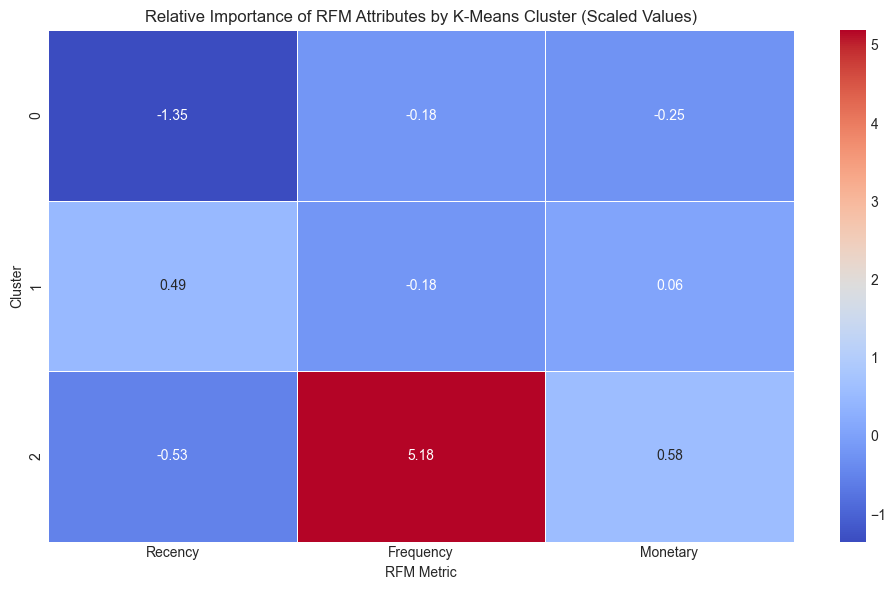 Relative Importance of RFM Attributes by K-Means Cluster (Scaled Values)
Cluster
0
-1.35 -0.18 -0.25
1
0.49 -0.18 0.06
2
-0.53 5.18 0.58
Recency Frequency Monetary
RFM Metric
5
4
3
2
1
0
−1